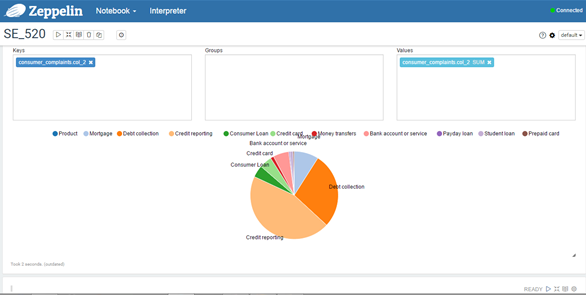 Zeppelin Notebook Interpreter Connected
SE_520 default
Keys Groups Values
consumer_complaints.col_2 consumer_complaints.col_2 SUM
Product Mortgage Debt collection Credit reporting Consumer Loan Credit card Money transfers Bank account or service Payday loan Student loan Prepaid card
Mortgage
Bank account or service
Credit card
Consumer Loan
Debt collection
Credit reporting
Took 2 seconds. (outdated)
READY